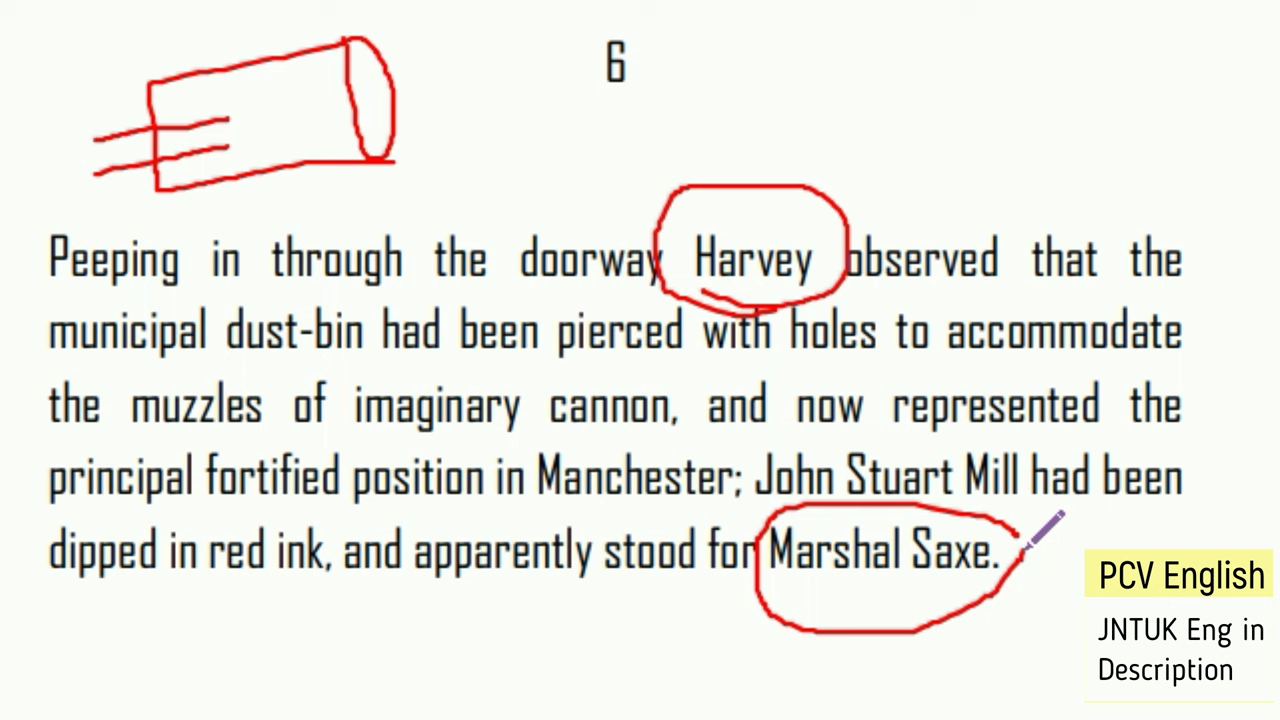 6
Peeping in through the doorway Harvey observed that the
municipal dust-bin had been pierced with holes to accommodate
the muzzles of imaginary cannon, and now represented the
principal fortified position in Manchester; John Stuart Mill had been
dipped in red ink, and apparently stood for Marshal Saxe.
PCV English
JNTUK Eng in
Description